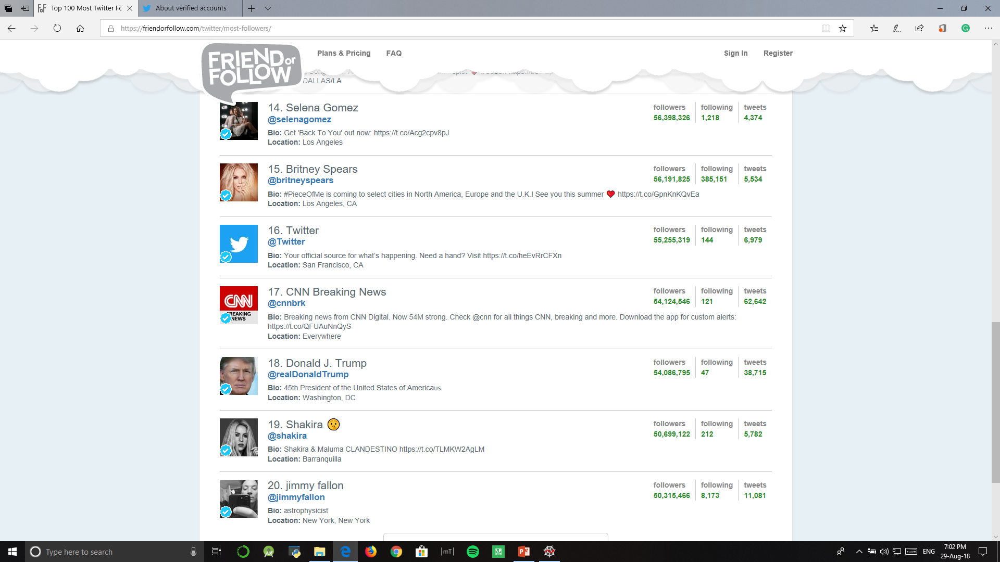 Top 100 Most Twitter Fo
About verified accounts
https://friendorfollow.com/twitter/most-followers/
FRIEND or
FOLLOW
Plans & Pricing
FAQ
Sign In
Register
DALLAS/LA
14. Selena Gomez
@selenagomez
Bio: Get 'Back To You' out now: https://t.co/Acg2cpv8pJ
Location: Los Angeles
followers following tweets
56,398,326 1,218 4,374
15. Britney Spears
@britneyspears
Bio: #PieceOfMe is coming to select cities in North America, Europe and the U.K.! See you this summer ❤ https://t.co/GpnKnKQvEa
Location: Los Angeles, CA
followers following tweets
56,191,825 385,151 5,534
16. Twitter
@Twitter
Bio: Your official source for what’s happening. Need a hand? Visit https://t.co/heEvRrCFXn
Location: San Francisco, CA
followers following tweets
55,255,319 144 6,979
CNN
BREAKING
NEWS
17. CNN Breaking News
@cnnbrk
Bio: Breaking news from CNN Digital. Now 54M strong. Check @cnn for all things CNN, breaking and more. Download the app for custom alerts:
https://t.co/QFUAuNnQyS
Location: Everywhere
followers following tweets
54,124,546 121 62,642
18. Donald J. Trump
@realDonaldTrump
Bio: 45th President of the United States of Americaus
Location: Washington, DC
followers following tweets
54,086,795 47 38,715
19. Shakira
@shakira
Bio: Shakira & Maluma CLANDESTINO https://t.co/TLMKW2AgLM
Location: Barranquilla
followers following tweets
50,699,122 212 5,782
20. jimmy fallon
@jimmyfallon
Bio: astrophysicist
Location: New York, New York
followers following tweets
50,315,466 8,173 11,081
Type here to search
|mT|
ENG
7:02 PM
29-Aug-18